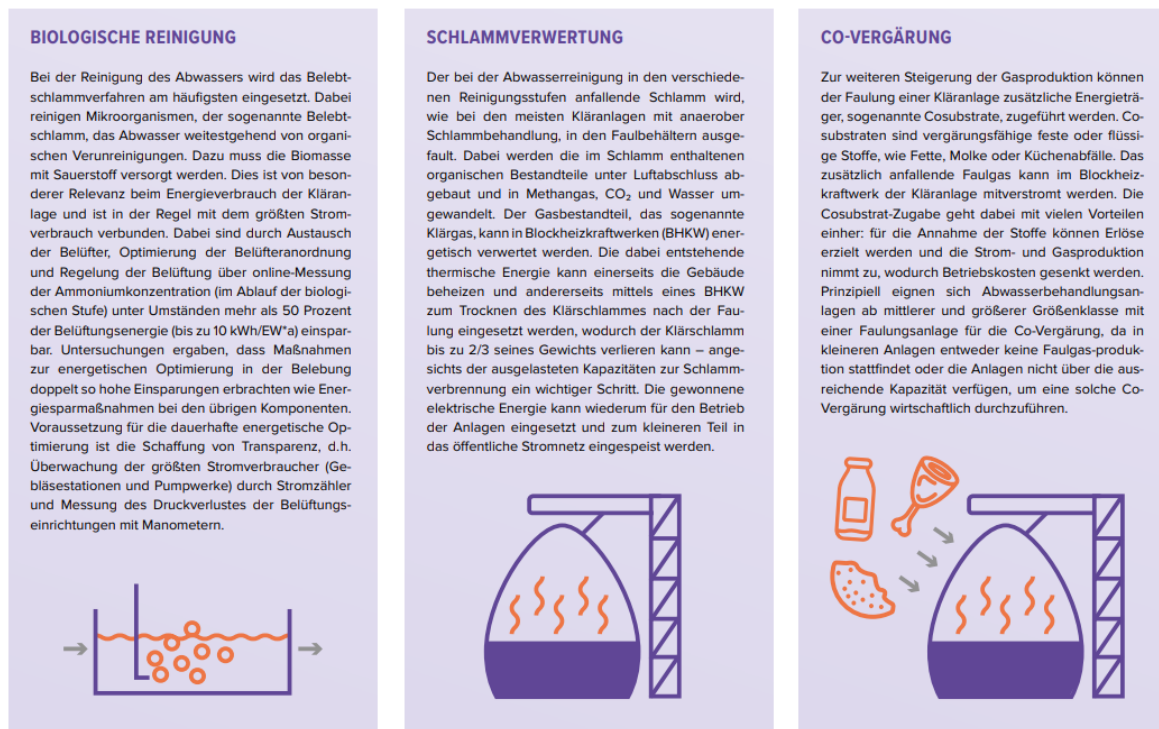 BIOLOGISCHE REINIGUNG
Bei der Reinigung des Abwassers wird das Belebt-
schlammverfahren am häufigsten eingesetzt. Dabei
reinigen Mikroorganismen, der sogenannte Belebt-
schlamm, das Abwasser weitestgehend von organi-
schen Verunreinigungen. Dazu muss die Biomasse
mit Sauerstoff versorgt werden. Dies ist von beson-
derer Relevanz beim Energieverbrauch der Kläran-
lage und ist in der Regel mit dem größten Strom-
verbrauch verbunden. Dabei sind durch Austausch
der Belüfter, Optimierung der Belüfteranordnung
und Regelung der Belüftung über online-Messung
der Ammoniumkonzentration (im Ablauf der biologi-
schen Stufe) unter Umständen mehr als 50 Prozent
der Belüftungsenergie (bis zu 10 kWh/EW*a) einspar-
bar. Untersuchungen ergaben, dass Maßnahmen
zur energetischen Optimierung in der Belebung
doppelt so hohe Einsparungen erbrachten wie Ener-
giesparmaßnahmen bei den übrigen Komponenten.
Voraussetzung für die dauerhafte energetische Op-
timierung ist die Schaffung von Transparenz, d.h.
Überwachung der größten Stromverbraucher (Ge-
bläsestationen und Pumpwerke) durch Stromzähler
und Messung des Druckverlustes der Belüftungs-
einrichtungen mit Manometern.
SCHLAMMVERWERTUNG
Der bei der Abwasserreinigung in den verschiede-
nen Reinigungsstufen anfallende Schlamm wird,
wie bei den meisten Kläranlagen mit anaerober
Schlammbehandlung, in den Faulbehältern ausge-
fault. Dabei werden die im Schlamm enthaltenen
organischen Bestandteile unter Luftabschluss ab-
gebaut und in Methangas, CO₂ und Wasser um-
gewandelt. Der Gasbestandteil, das sogenannte
Klärgas, kann in Blockheizkraftwerken (BHKW) ener-
getisch verwertet werden. Die dabei entstehende
thermische Energie kann einerseits die Gebäude
beheizen und andererseits mittels eines BHKW
zum Trocknen des Klärschlammes nach der Fau-
lung eingesetzt werden, wodurch der Klärschlamm
bis zu 2/3 seines Gewichts verlieren kann – ange-
sichts der ausgelasteten Kapazitäten zur Schlamm-
verbrennung ein wichtiger Schritt. Die gewonnene
elektrische Energie kann wiederum für den Betrieb
der Anlagen eingesetzt und zum kleineren Teil in
das öffentliche Stromnetz eingespeist werden.
CO-VERGÄRUNG
Zur weiteren Steigerung der Gasproduktion können
der Faulung einer Kläranlage zusätzliche Energieträ-
ger, sogenannte Cosubstrate, zugeführt werden. Co-
substraten sind vergärungsfähige feste oder flüssi-
ge Stoffe, wie Fette, Molke oder Küchenabfälle. Das
zusätzlich anfallende Faulgas kann im Blockheiz-
kraftwerk der Kläranlage mitverstromt werden. Die
Cosubstrat-Zugabe geht dabei mit vielen Vorteilen
einher: für die Annahme der Stoffe können Erlöse
erzielt werden und die Strom- und Gasproduktion
nimmt zu, wodurch Betriebskosten gesenkt werden.
Prinzipiell eignen sich Abwasserbehandlungsan-
lagen ab mittlerer und größerer Größenklasse mit
einer Faulungsanlage für die Co-Vergärung, da in
kleineren Anlagen entweder keine Faulgas-produk-
tion stattfindet oder die Anlagen nicht über die aus-
reichende Kapazität verfügen, um eine solche Co-
Vergärung wirtschaftlich durchzuführen.